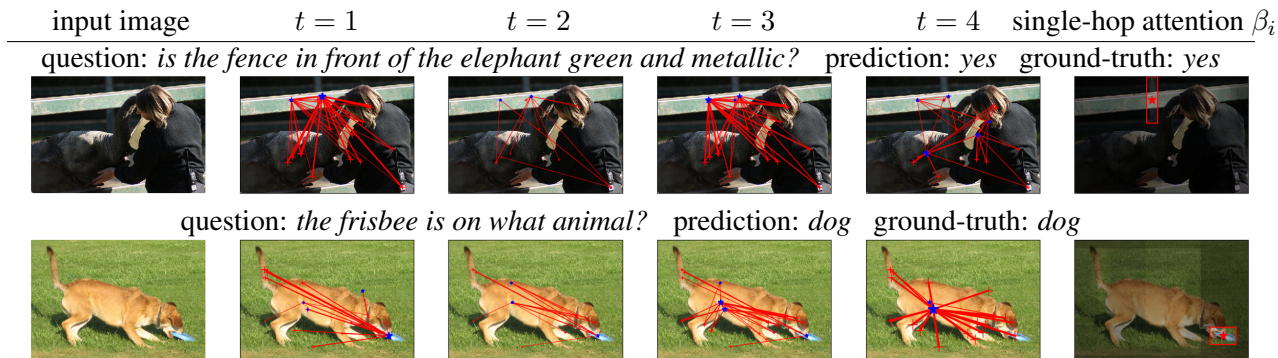 input image t = 1 t = 2 t = 3 t = 4 single-hop attention βi
question: is the fence in front of the elephant green and metallic? prediction: yes ground-truth: yes
question: the frisbee is on what animal? prediction: dog ground-truth: dog